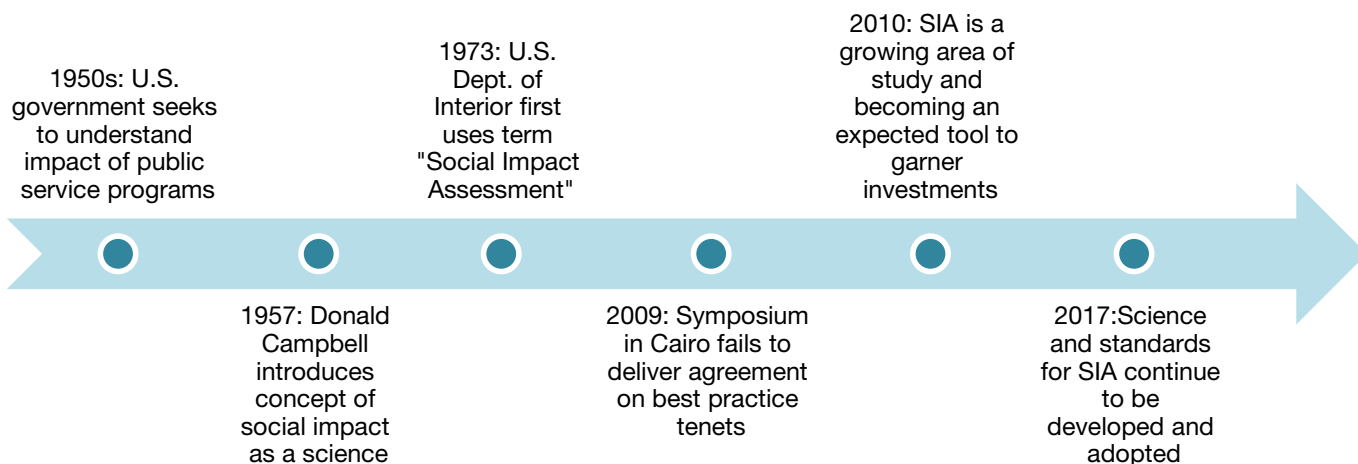 1950s: U.S.
government seeks
to understand
impact of public
service programs
1957: Donald
Campbell
introduces
concept of
social impact
as a science
1973: U.S.
Dept. of
Interior first
uses term
"Social Impact
Assessment"
2009: Symposium
in Cairo fails to
deliver agreement
on best practice
tenets
2010: SIA is a
growing area of
study and
becoming an
expected tool to
garner
investments
2017:Science
and standards
for SIA continue
to be
developed and
adopted